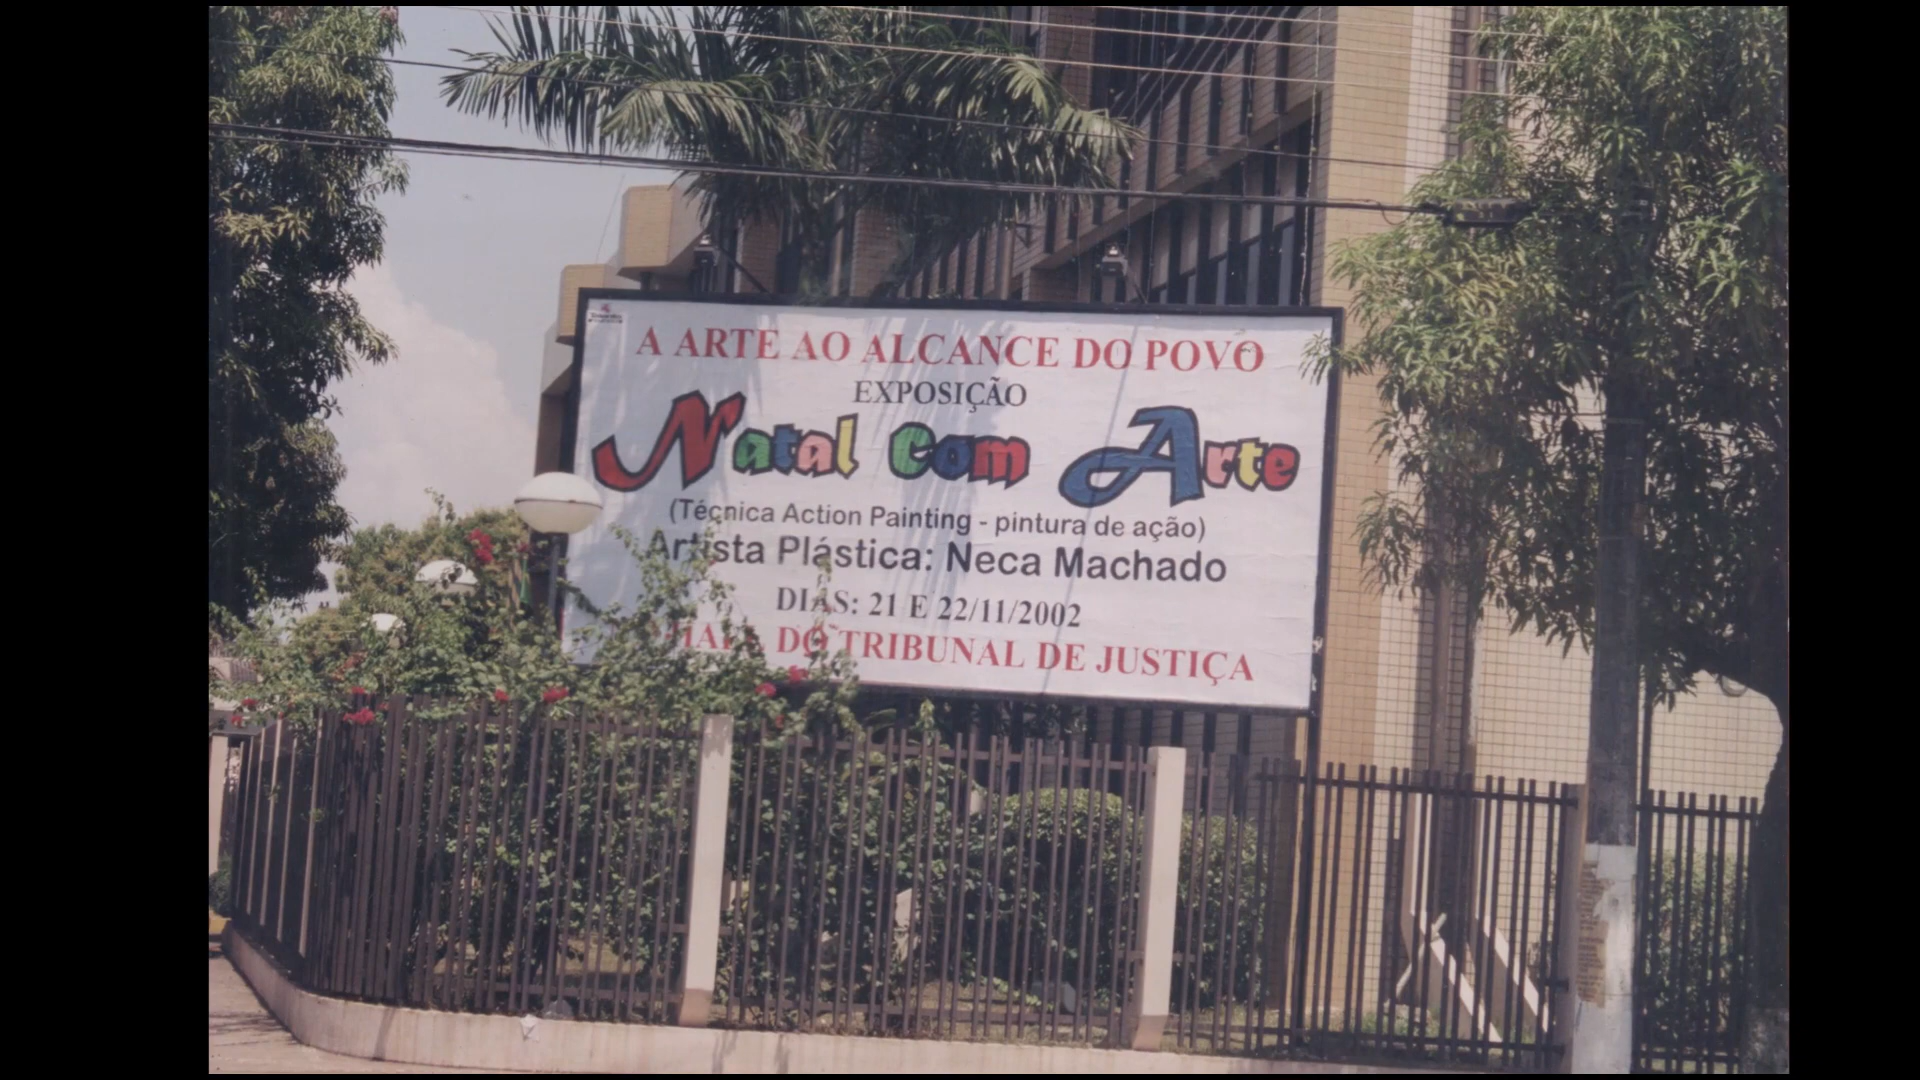 A ARTE AO ALCANCE DO POVO
EXPOSIÇÃO
Natal Com Arte
(Técnica Action Painting - pintura de ação)
Artista Plástica: Neca Machado
DIAS: 21 E 22/11/2002
HALL DO TRIBUNAL DE JUSTIÇA